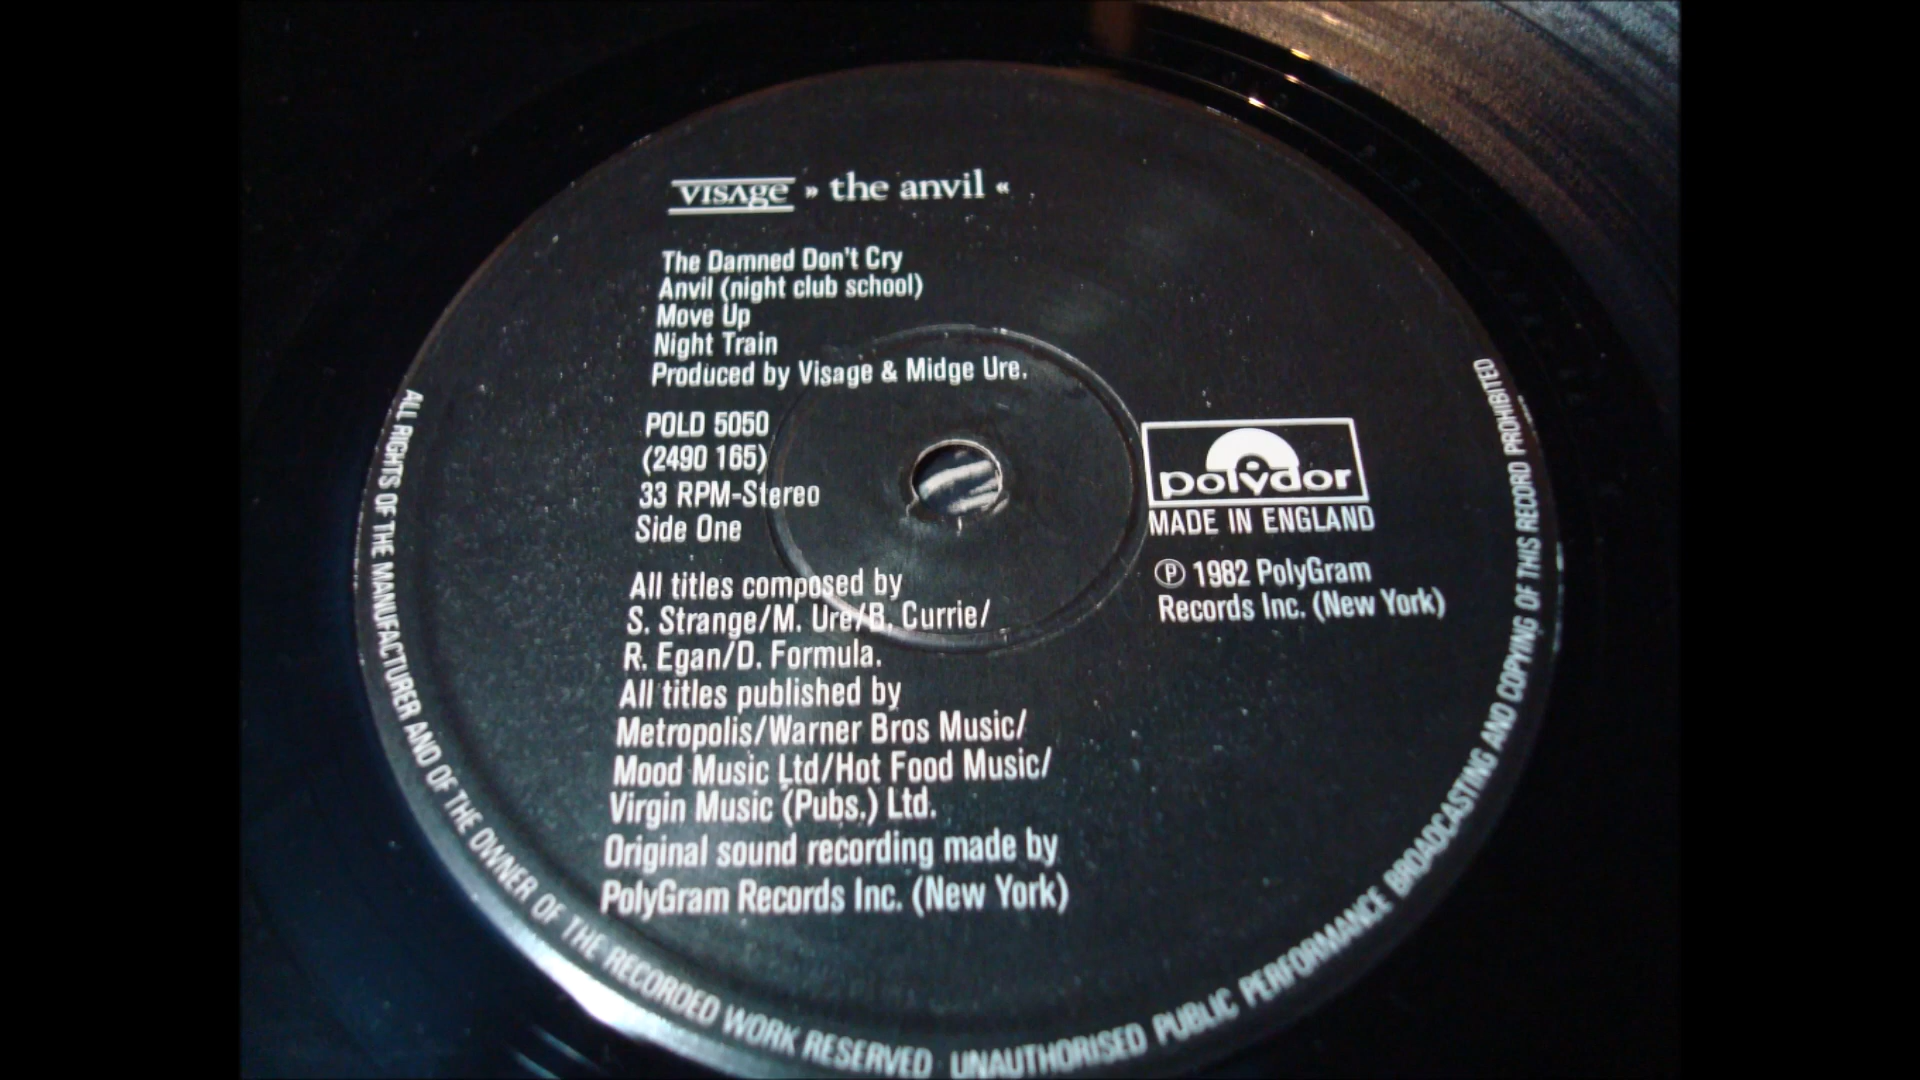 VISAGE » the anvil «
The Damned Don't Cry
Anvil (night club school)
Move Up
Night Train
Produced by Visage & Midge Ure.
POLD 5050
(2490 165)
33 RPM-Stereo
Side One
All titles composed by
S. Strange/M. Ure/B. Currie/
R. Egan/D. Formula.
All titles published by
Metropolis/Warner Bros Music/
Mood Music Ltd/Hot Food Music/
Virgin Music (Pubs.) Ltd.
Original sound recording made by
PolyGram Records Inc. (New York)
polydor
MADE IN ENGLAND
℗ 1982 PolyGram
Records Inc. (New York)
ALL RIGHTS OF THE MANUFACTURER AND OF THE OWNER OF THE RECORDED WORK RESERVED UNAUTHORISED PUBLIC PERFORMANCE BROADCASTING AND COPYING OF THIS RECORD PROHIBITED